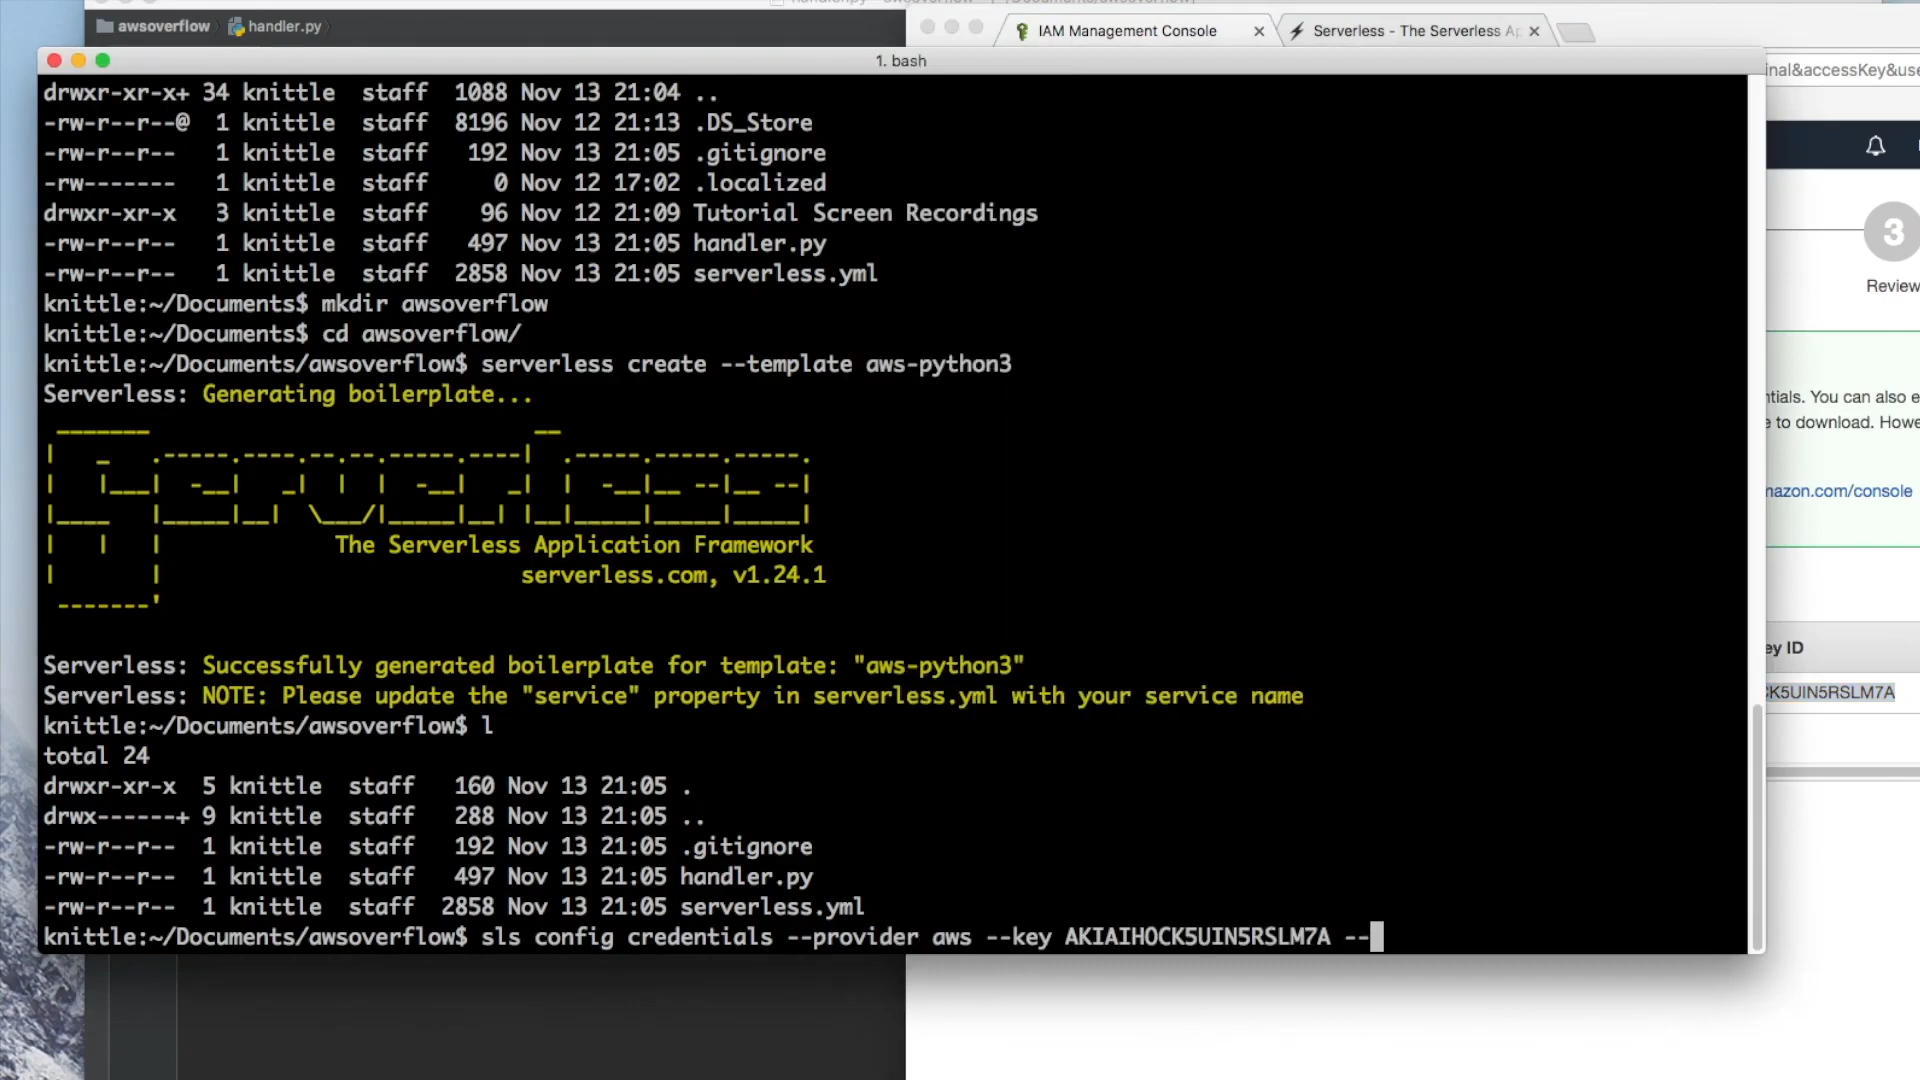 awsoverflow
handler.py
IAM Management Console
Serverless - The Serverless Ap
1. bash
inal&accessKey&use
drwxr-xr-x+ 34 knittle  staff  1088 Nov 13 21:04 ..
-rw-r--r--@  1 knittle  staff  8196 Nov 12 21:13 .DS_Store
-rw-r--r--   1 knittle  staff   192 Nov 13 21:05 .gitignore
-rw-------   1 knittle  staff     0 Nov 12 17:02 .localized
drwxr-xr-x   3 knittle  staff    96 Nov 12 21:09 Tutorial Screen Recordings
-rw-r--r--   1 knittle  staff   497 Nov 13 21:05 handler.py
-rw-r--r--   1 knittle  staff  2858 Nov 13 21:05 serverless.yml
knittle:~/Documents$ mkdir awsoverflow
knittle:~/Documents$ cd awsoverflow/
knittle:~/Documents/awsoverflow$ serverless create --template aws-python3
Serverless: Generating boilerplate...
Serverless
The Serverless Application Framework
serverless.com, v1.24.1
Serverless: Successfully generated boilerplate for template: "aws-python3"
Serverless: NOTE: Please update the "service" property in serverless.yml with your service name
knittle:~/Documents/awsoverflow$ l
total 24
drwxr-xr-x  5 knittle  staff   160 Nov 13 21:05 .
drwx------+ 9 knittle  staff   288 Nov 13 21:05 ..
-rw-r--r--  1 knittle  staff   192 Nov 13 21:05 .gitignore
-rw-r--r--  1 knittle  staff   497 Nov 13 21:05 handler.py
-rw-r--r--  1 knittle  staff  2858 Nov 13 21:05 serverless.yml
knittle:~/Documents/awsoverflow$ sls config credentials --provider aws --key AKIAIHOCK5UIN5RSLM7A --
3
Review
ntials. You can also e
e to download. Howe
mazon.com/console
ey ID
CK5UIN5RSLM7A